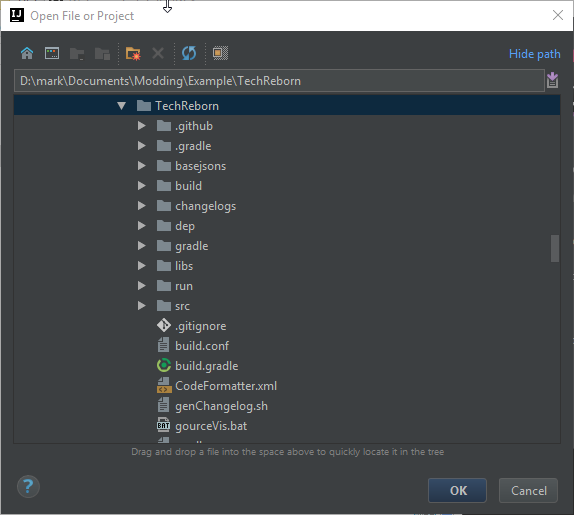 IJ Open File or Project
Hide path
D:\mark\Documents\Modding\Example\TechReborn
TechReborn
.github
.gradle
basejsons
build
changelogs
dep
gradle
libs
run
src
.gitignore
build.conf
build.gradle
CodeFormatter.xml
genChangelog.sh
BAT gourceVis.bat
Drag and drop a file into the space above to quickly locate it in the tree
? OK Cancel